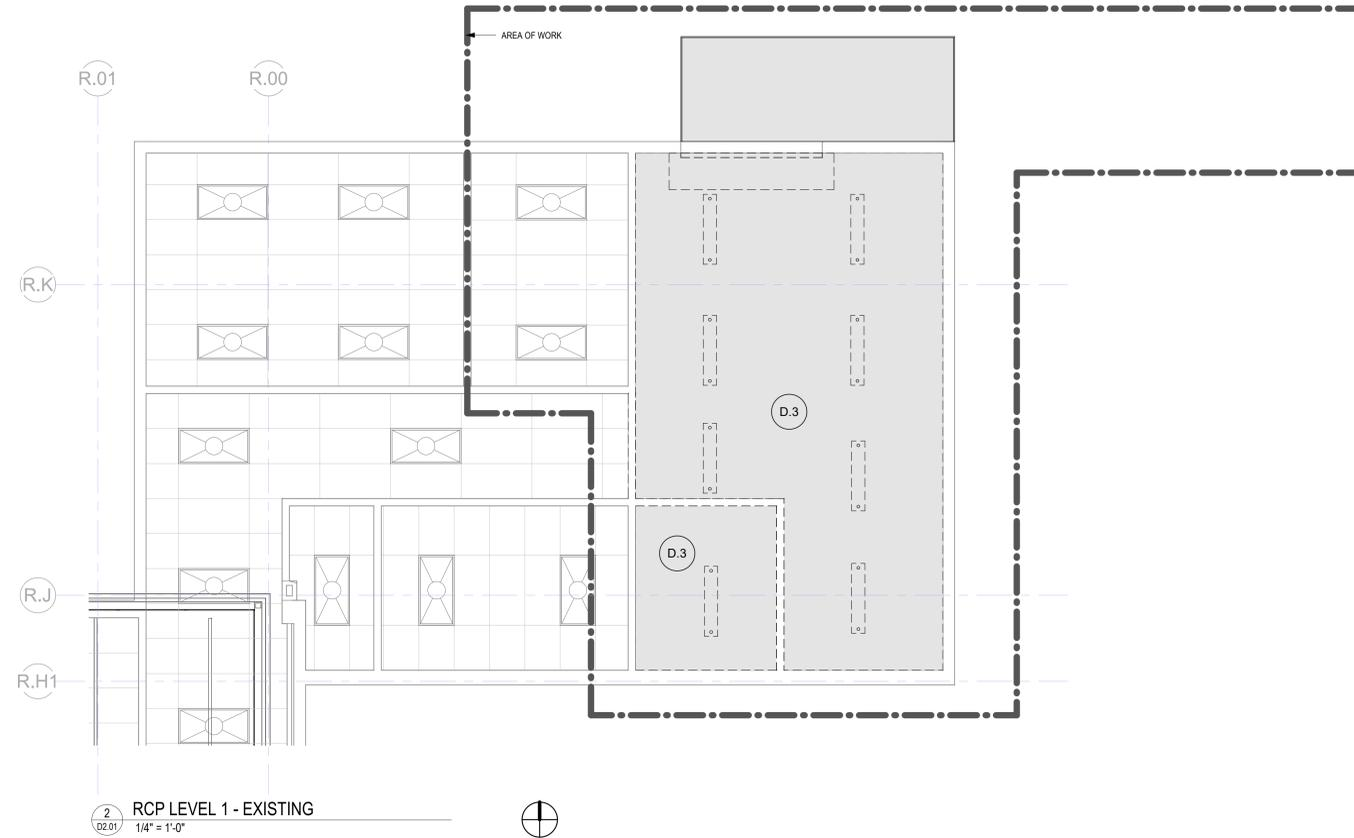 AREA OF WORK
R.01
R.00
R.K
D.3
D.3
R.J
R.H1
2
D2.01
RCP LEVEL 1 - EXISTING
1/4" = 1'-0"